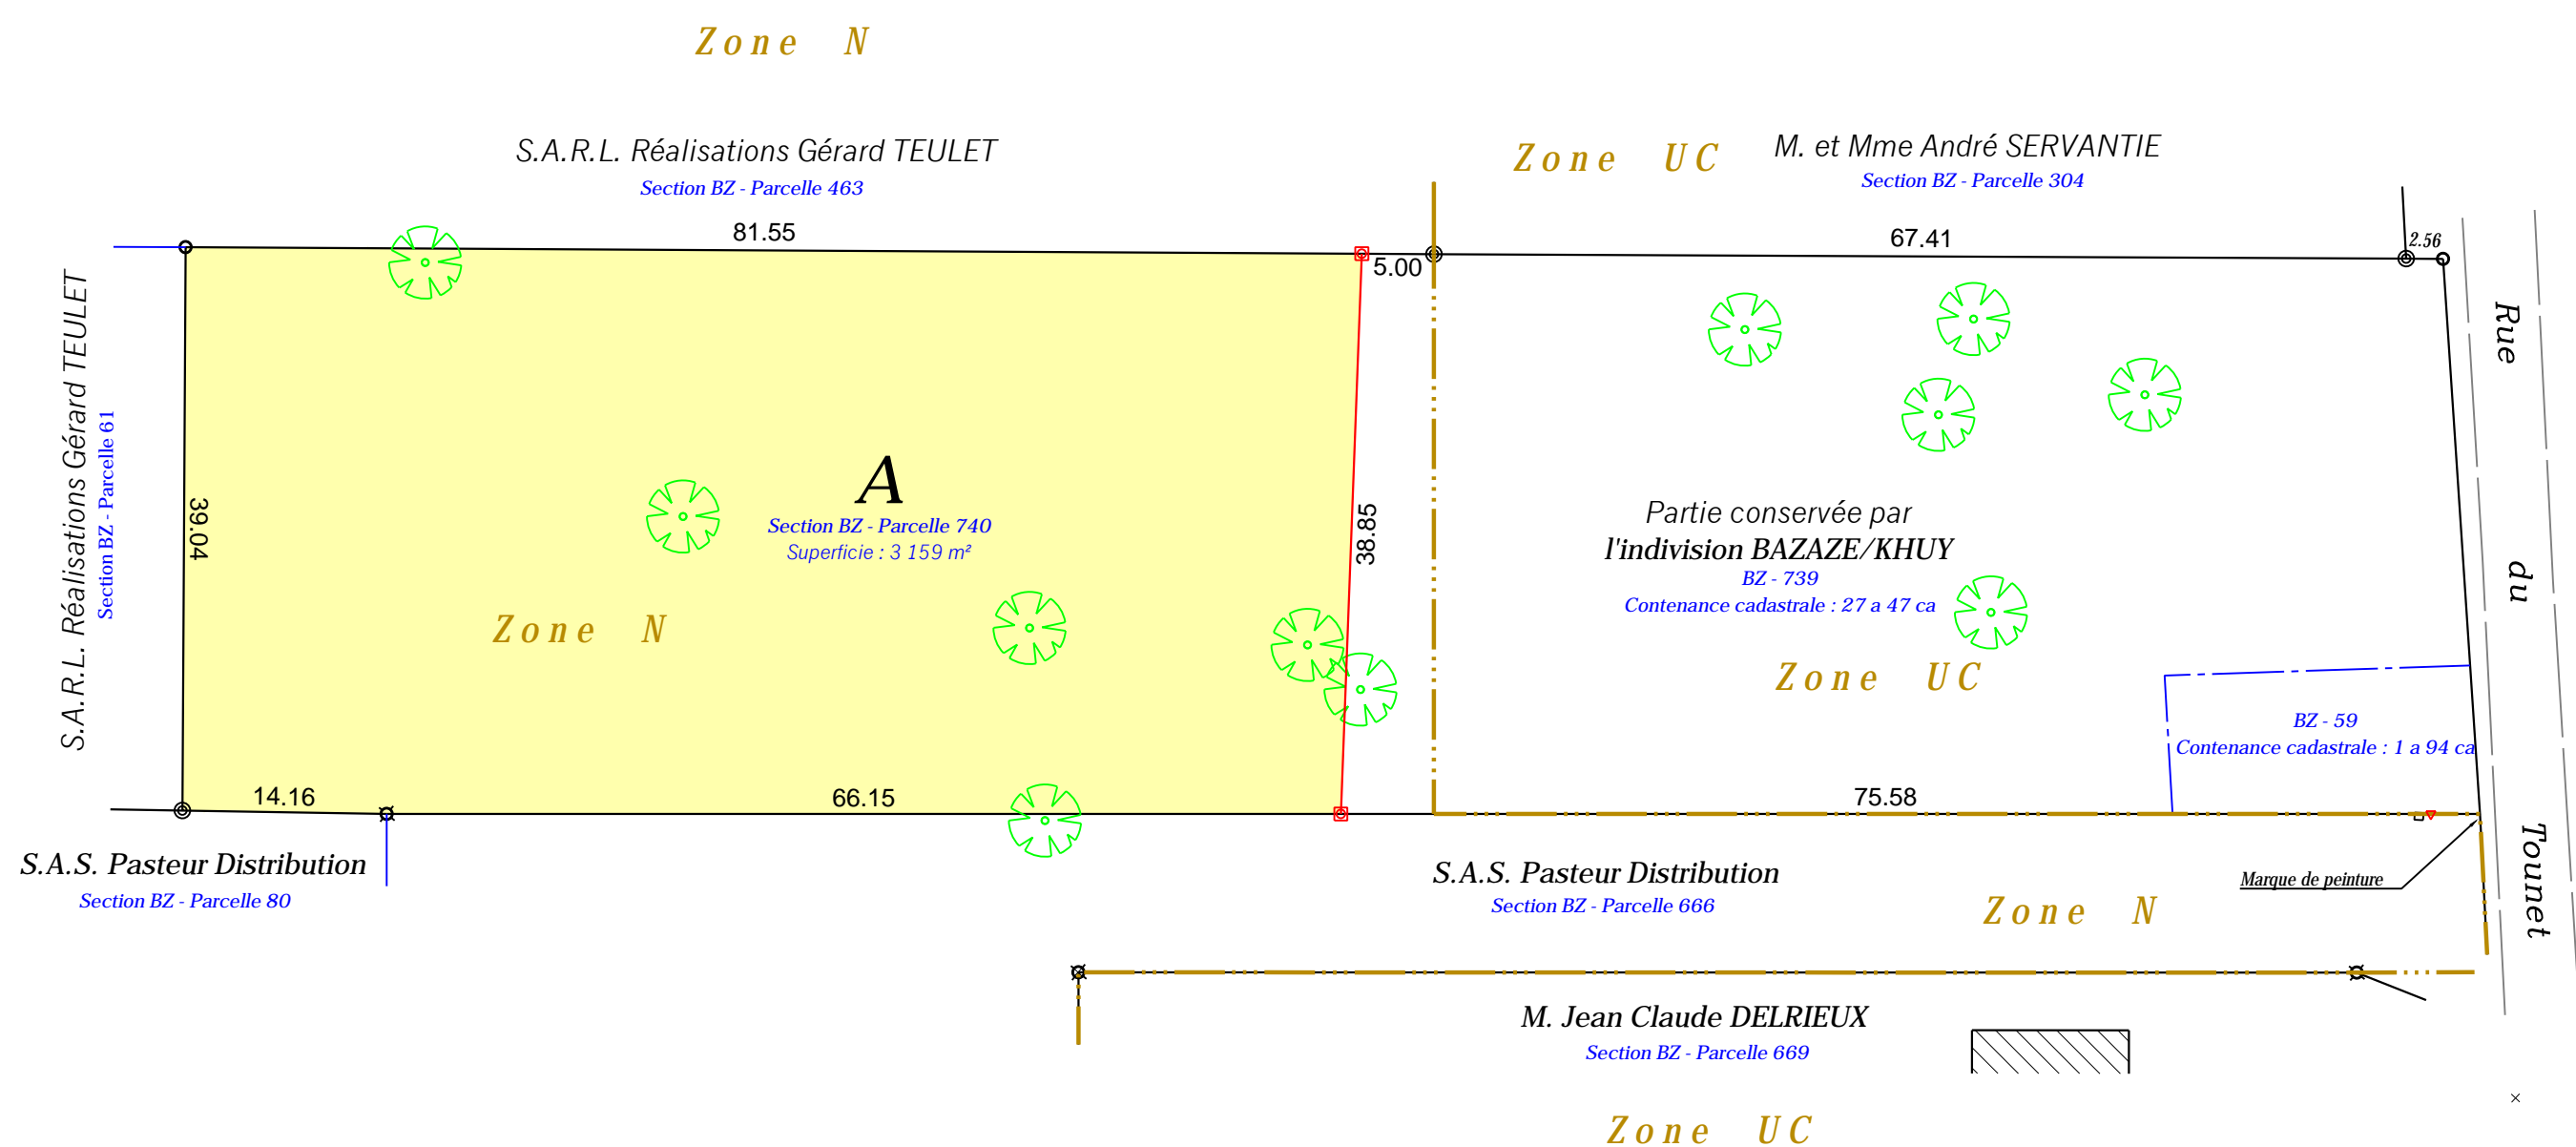 Zone N
S.A.R.L. Réalisations Gérard TEULET
Section BZ - Parcelle 463
Zone UC
M. et Mme André SERVANTIE
Section BZ - Parcelle 304
81.55
5.00
67.41
2.56
S.A.R.L. Réalisations Gérard TEULET
Section BZ - Parcelle 61
39.04
A
Section BZ - Parcelle 740
Superficie : 3 159 m²
Zone N
38.85
Partie conservée par
l'indivision BAZAZE/KHUY
BZ - 739
Contenance cadastrale : 27 a 47 ca
Zone UC
BZ - 59
Contenance cadastrale : 1 a 94 ca
Rue du Tounet
14.16
66.15
75.58
S.A.S. Pasteur Distribution
Section BZ - Parcelle 80
S.A.S. Pasteur Distribution
Section BZ - Parcelle 666
Marque de peinture
Zone N
M. Jean Claude DELRIEUX
Section BZ - Parcelle 669
Zone UC